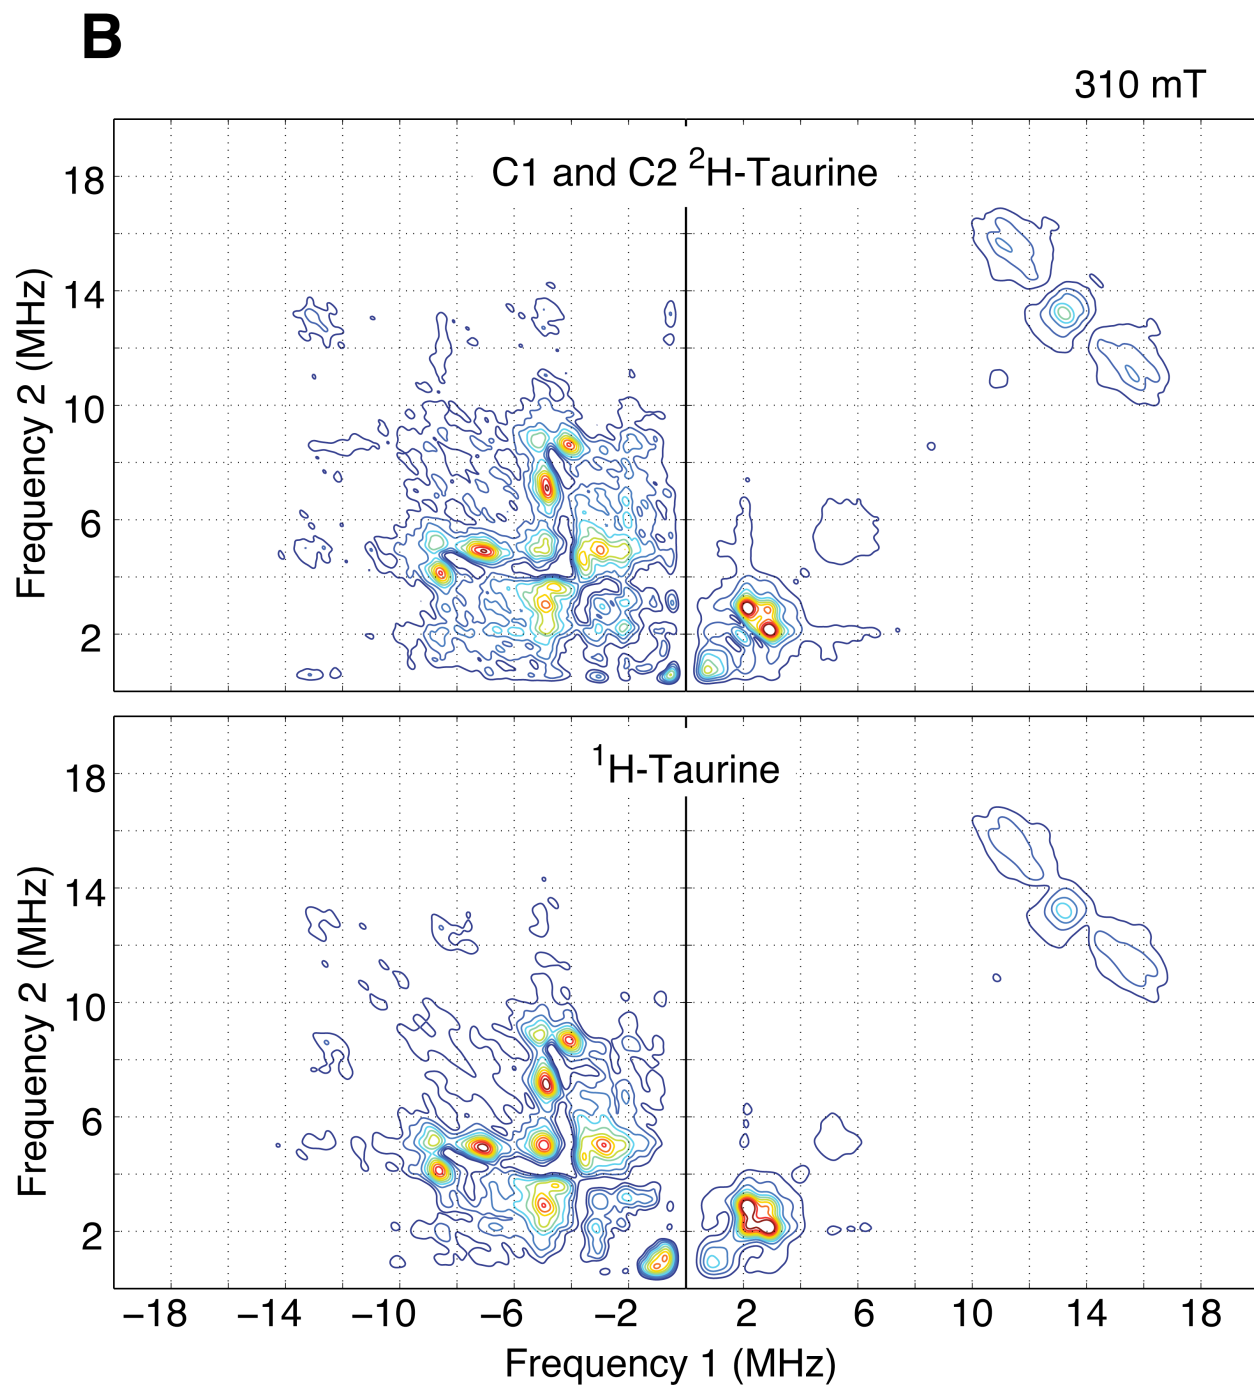 B
310 mT
C1 and C2 ²H-Taurine
18
14
10
6
2
Frequency 2 (MHz)
¹H-Taurine
18
14
10
6
2
Frequency 2 (MHz)
−18 −14 −10 −6 −2 2 6 10 14 18
Frequency 1 (MHz)